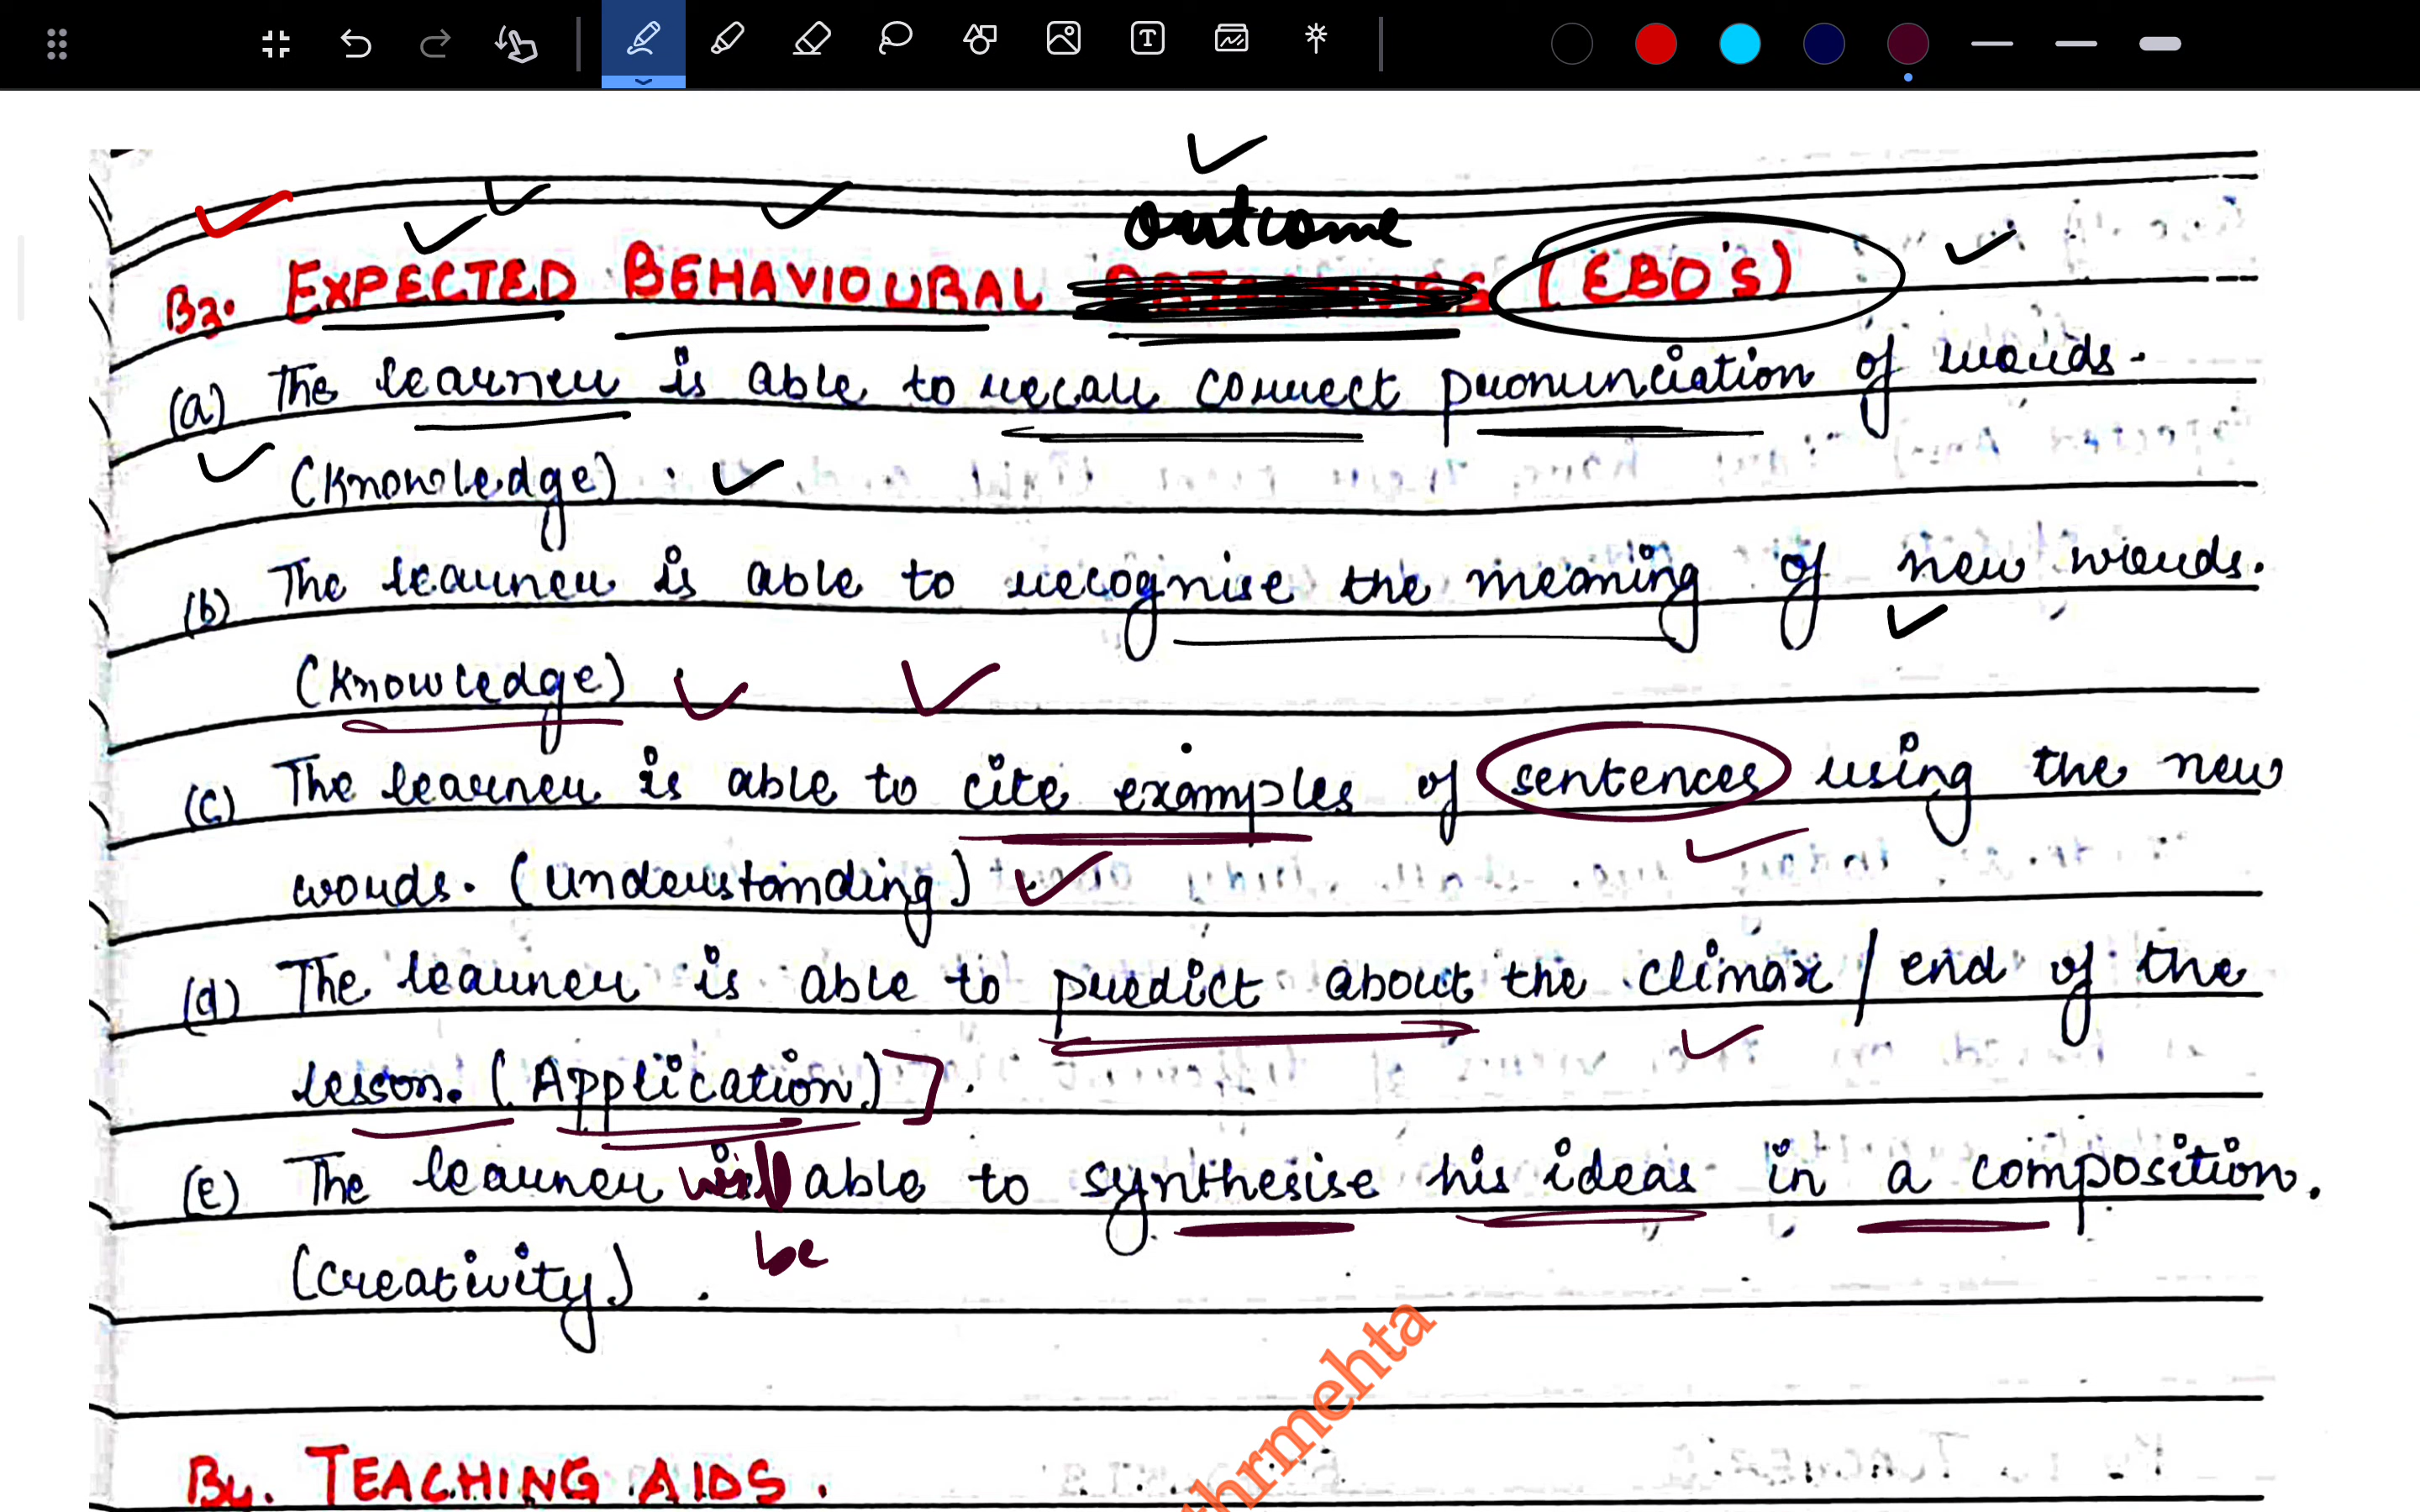 outcome
B3. EXPECTED BEHAVIOURAL (EBO'S)
(a) The learner is able to recall correct pronunciation of words.
(Knowledge)
(b) The learner is able to recognise the meaning of new words.
(Knowledge)
(c) The learner is able to cite examples of sentences using the new
words. (Understanding)
(d) The learner is able to predict about the climax / end of the
lesson. (Application)
(e) The learner will able to synthesise his ideas in a composition.
be
(Creativity)
hrmehta
B4. TEACHING AIDS.